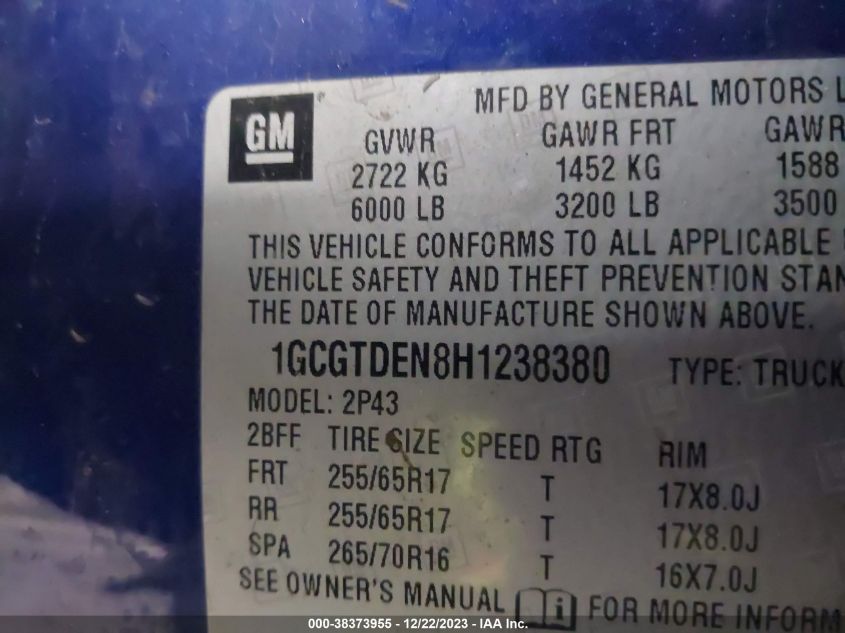 GM
MFD BY GENERAL MOTORS L
GVWR GAWR FRT GAWR
2722 KG 1452 KG 1588
6000 LB 3200 LB 3500
THIS VEHICLE CONFORMS TO ALL APPLICABLE
VEHICLE SAFETY AND THEFT PREVENTION STAN
THE DATE OF MANUFACTURE SHOWN ABOVE.
1GCGTDEN8H1238380 TYPE: TRUCK
MODEL: 2P43
2BFF TIRE SIZE SPEED RTG RIM
FRT 255/65R17 T 17X8.0J
RR 255/65R17 T 17X8.0J
SPA 265/70R16 T 16X7.0J
SEE OWNER'S MANUAL i FOR MORE INFORM
000-38373955 - 12/22/2023 - IAA Inc.